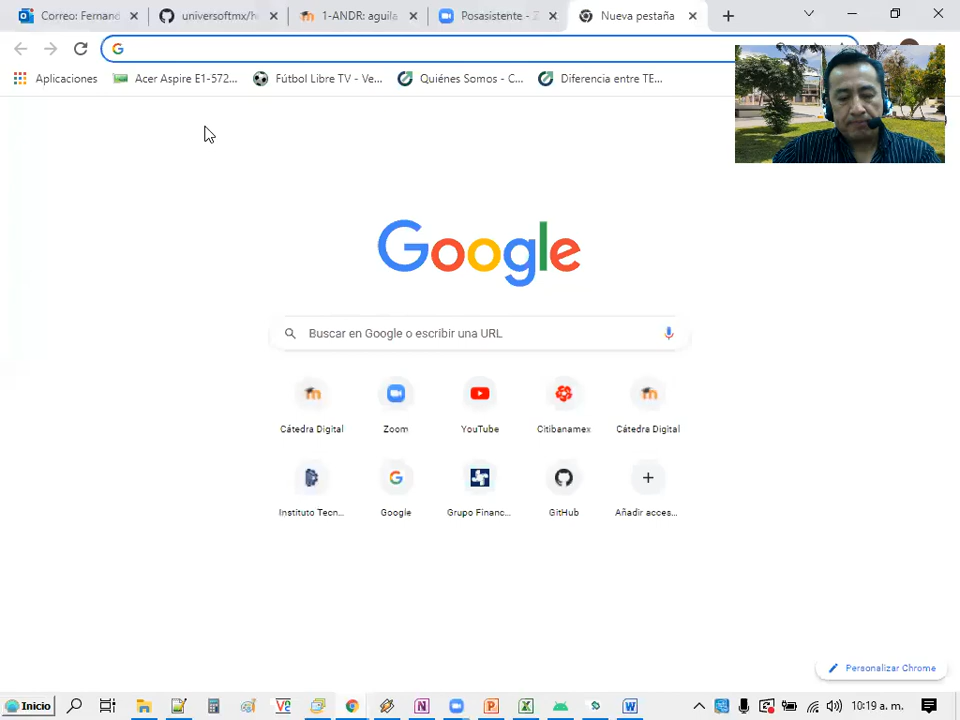 Correo: Fernand
universoftmx/h
1-ANDR: aguila
Posasistente - Z
Nueva pestaña
Aplicaciones
Acer Aspire E1-572...
Fútbol Libre TV - Ve...
Quiénes Somos - C...
Diferencia entre TE...
Google
Buscar en Google o escribir una URL
Cátedra Digital
Zoom
YouTube
Citibanamex
Cátedra Digital
Instituto Tecn...
Google
Grupo Financ...
GitHub
Añadir acces...
Personalizar Chrome
Inicio
10:19 a. m.